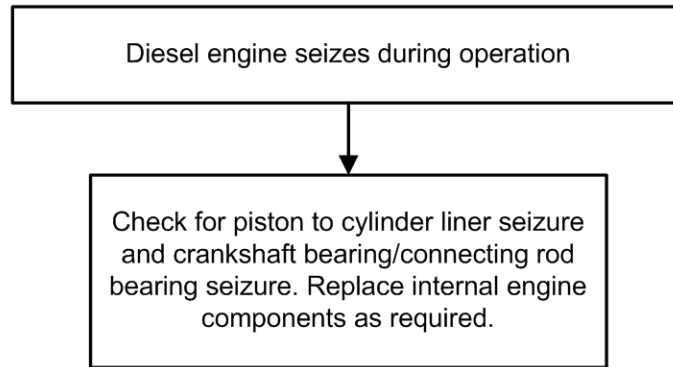 Diesel engine seizes during operation
Check for piston to cylinder liner seizure
and crankshaft bearing/connecting rod
bearing seizure. Replace internal engine
components as required.